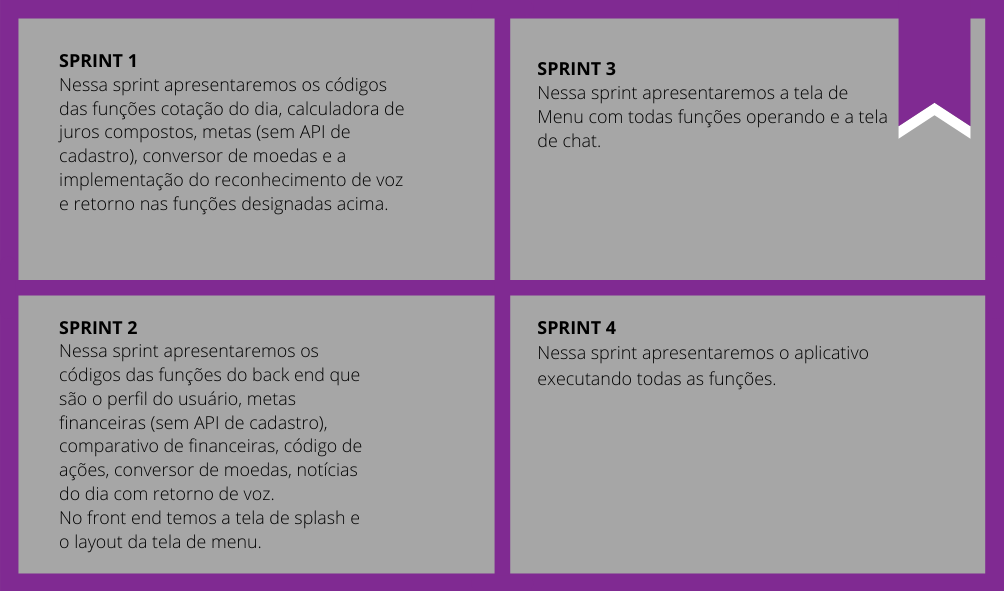 SPRINT 1
Nessa sprint apresentaremos os códigos
das funções cotação do dia, calculadora de
juros compostos, metas (sem API de
cadastro), conversor de moedas e a
implementação do reconhecimento de voz
e retorno nas funções designadas acima.
SPRINT 2
Nessa sprint apresentaremos os
códigos das funções do back end que
são o perfil do usuário, metas
financeiras (sem API de cadastro),
comparativo de financeiras, código de
ações, conversor de moedas, notícias
do dia com retorno de voz.
No front end temos a tela de splash e
o layout da tela de menu.
SPRINT 3
Nessa sprint apresentaremos a tela de
Menu com todas funções operando e a tela
de chat.
SPRINT 4
Nessa sprint apresentaremos o aplicativo
executando todas as funções.